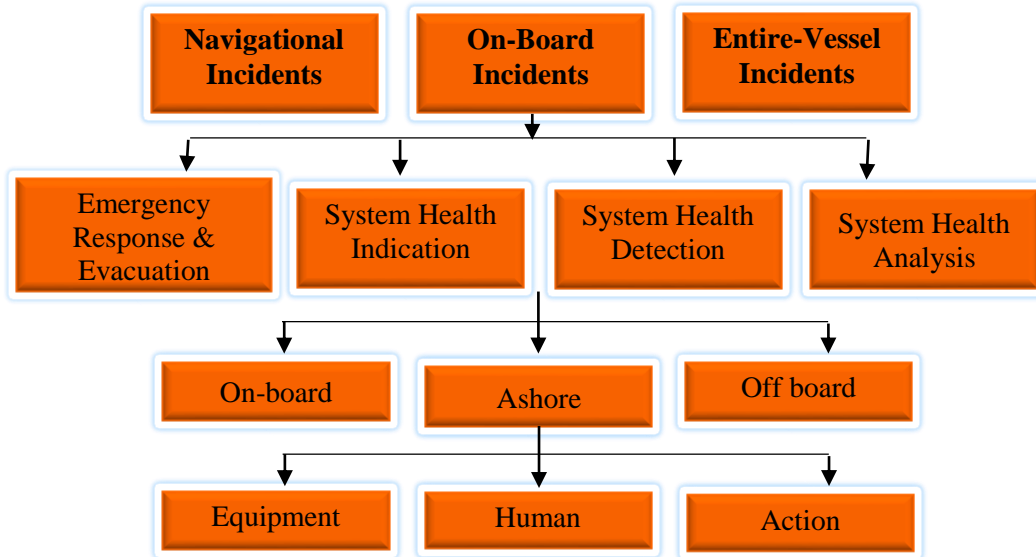 Navigational
Incidents
On-Board
Incidents
Entire-Vessel
Incidents
Emergency
Response &
Evacuation
System Health
Indication
System Health
Detection
System Health
Analysis
On-board
Ashore
Off board
Equipment
Human
Action